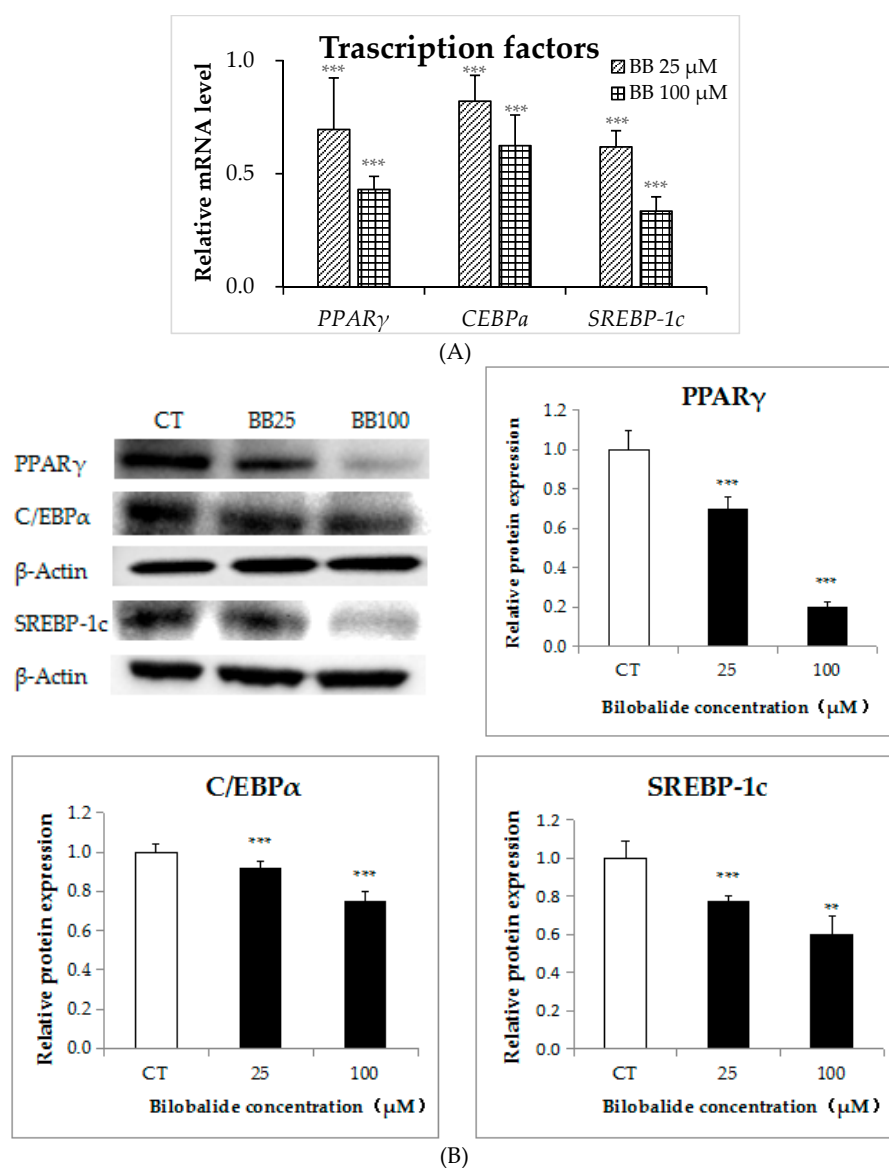 Trascription factors
BB 25 µM
BB 100 µM
Relative mRNA level
1.0
0.5
0.0
***
***
***
***
***
***
PPARγ CEBPa SREBP-1c
(A)
CT BB25 BB100
PPARγ
C/EBPα
β-Actin
SREBP-1c
β-Actin
PPARγ
Relative protein expression
1.2
1.0
0.8
0.6
0.4
0.2
0.0
***
***
CT 25 100
Bilobalide concentration (µM)
C/EBPα
Relative protein expression
1.2
1.0
0.8
0.6
0.4
0.2
0.0
***
***
CT 25 100
Bilobalide concentration (µM)
SREBP-1c
Relative protein expression
1.2
1.0
0.8
0.6
0.4
0.2
0.0
***
**
CT 25 100
Bilobalide concentration (µM)
(B)